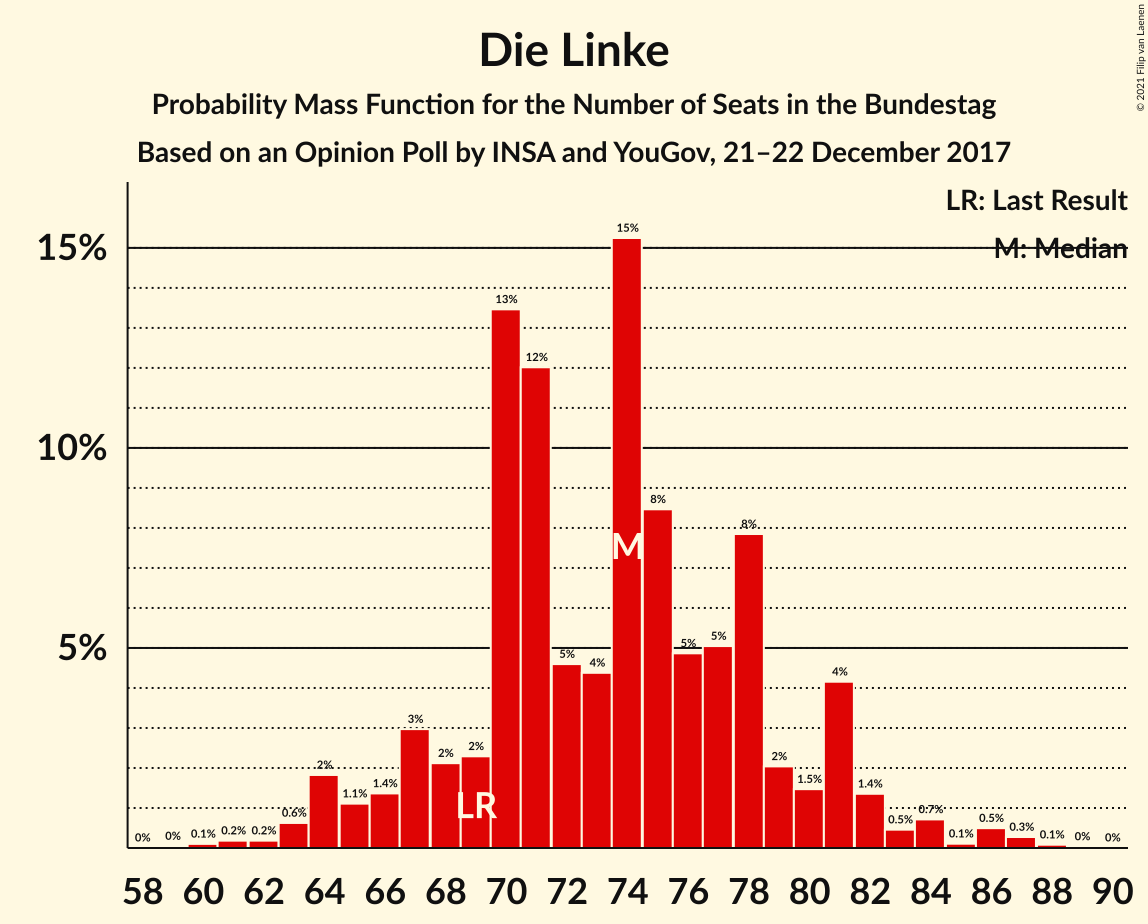 Die Linke
Probability Mass Function for the Number of Seats in the Bundestag
Based on an Opinion Poll by INSA and YouGov, 21–22 December 2017
© 2021 Filip van Laenen
LR: Last Result
M: Median
15%
10%
5%
0% 0% 0.1% 0.2% 0.2% 0.6% 2% 1.1% 1.4% 3% 2% 2% 13% 12% 5% 4% 15% 8% 5% 5% 8% 2% 1.5% 4% 1.4% 0.5% 0.7% 0.1% 0.5% 0.3% 0.1% 0% 0%
M
LR
58 60 62 64 66 68 70 72 74 76 78 80 82 84 86 88 90